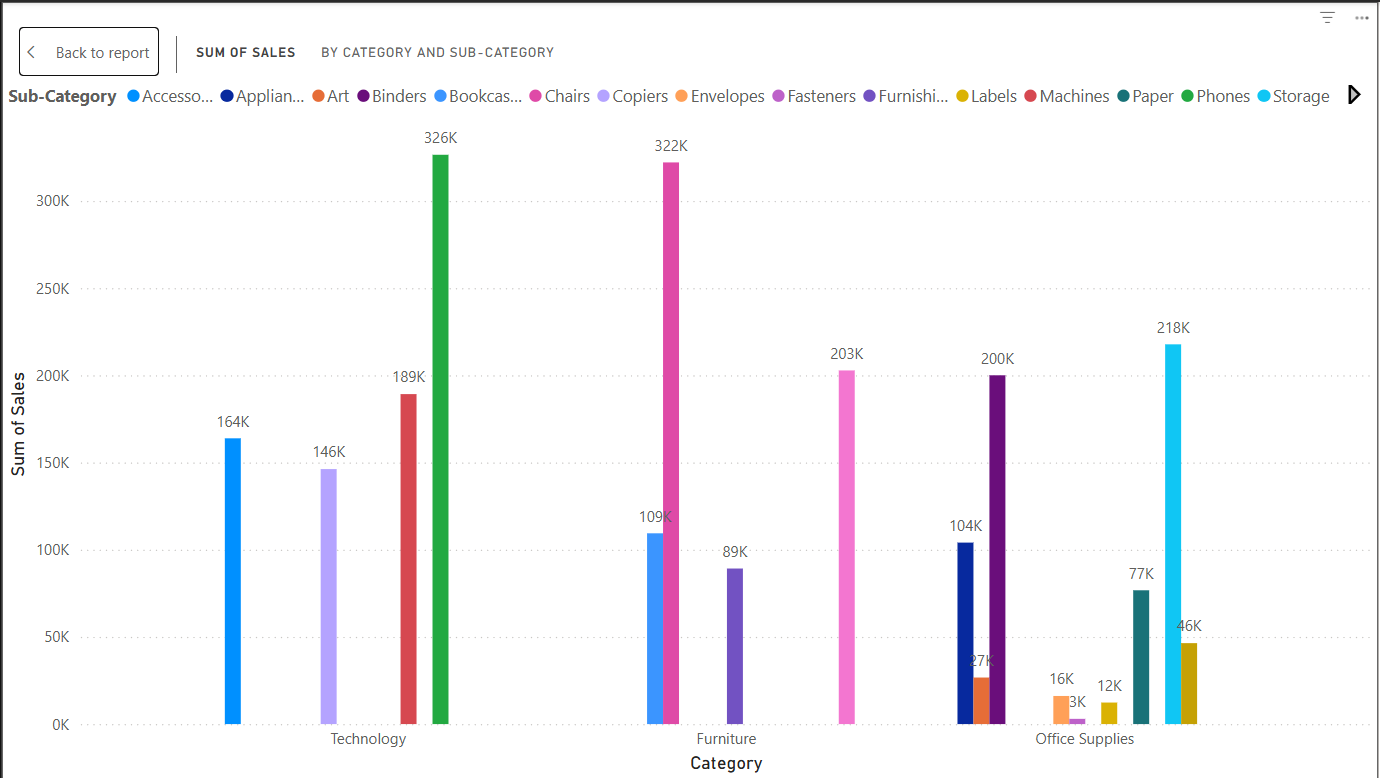 Back to report
SUM OF SALES BY CATEGORY AND SUB-CATEGORY
Sub-Category Accesso... Applian... Art Binders Bookcas... Chairs Copiers Envelopes Fasteners Furnishi... Labels Machines Paper Phones Storage
326K
322K
300K
250K
218K
203K
200K
200K
189K
164K
150K
146K
109K
104K
100K
89K
77K
50K
46K
27K
16K
3K
12K
0K
Sum of Sales
Technology Furniture Office Supplies
Category